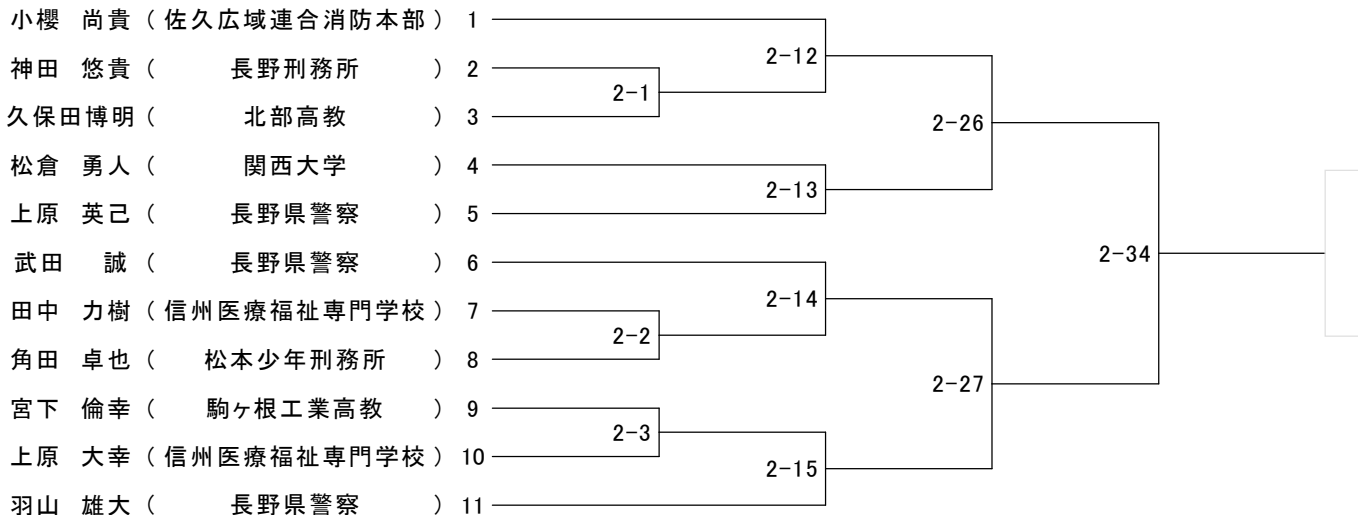 小櫻 尚貴 ( 佐久広域連合消防本部 ) 1
2-12
神田 悠貴 ( 長野刑務所 ) 2
2-1
久保田博明 ( 北部高教 ) 3
2-26
松倉 勇人 ( 関西大学 ) 4
2-13
上原 英己 ( 長野県警察 ) 5
武田 誠 ( 長野県警察 ) 6
2-34
田中 力樹 ( 信州医療福祉専門学校 ) 7
2-14
2-2
角田 卓也 ( 松本少年刑務所 ) 8
2-27
宮下 倫幸 ( 駒ヶ根工業高教 ) 9
2-3
上原 大幸 ( 信州医療福祉専門学校 ) 10
2-15
羽山 雄大 ( 長野県警察 ) 11